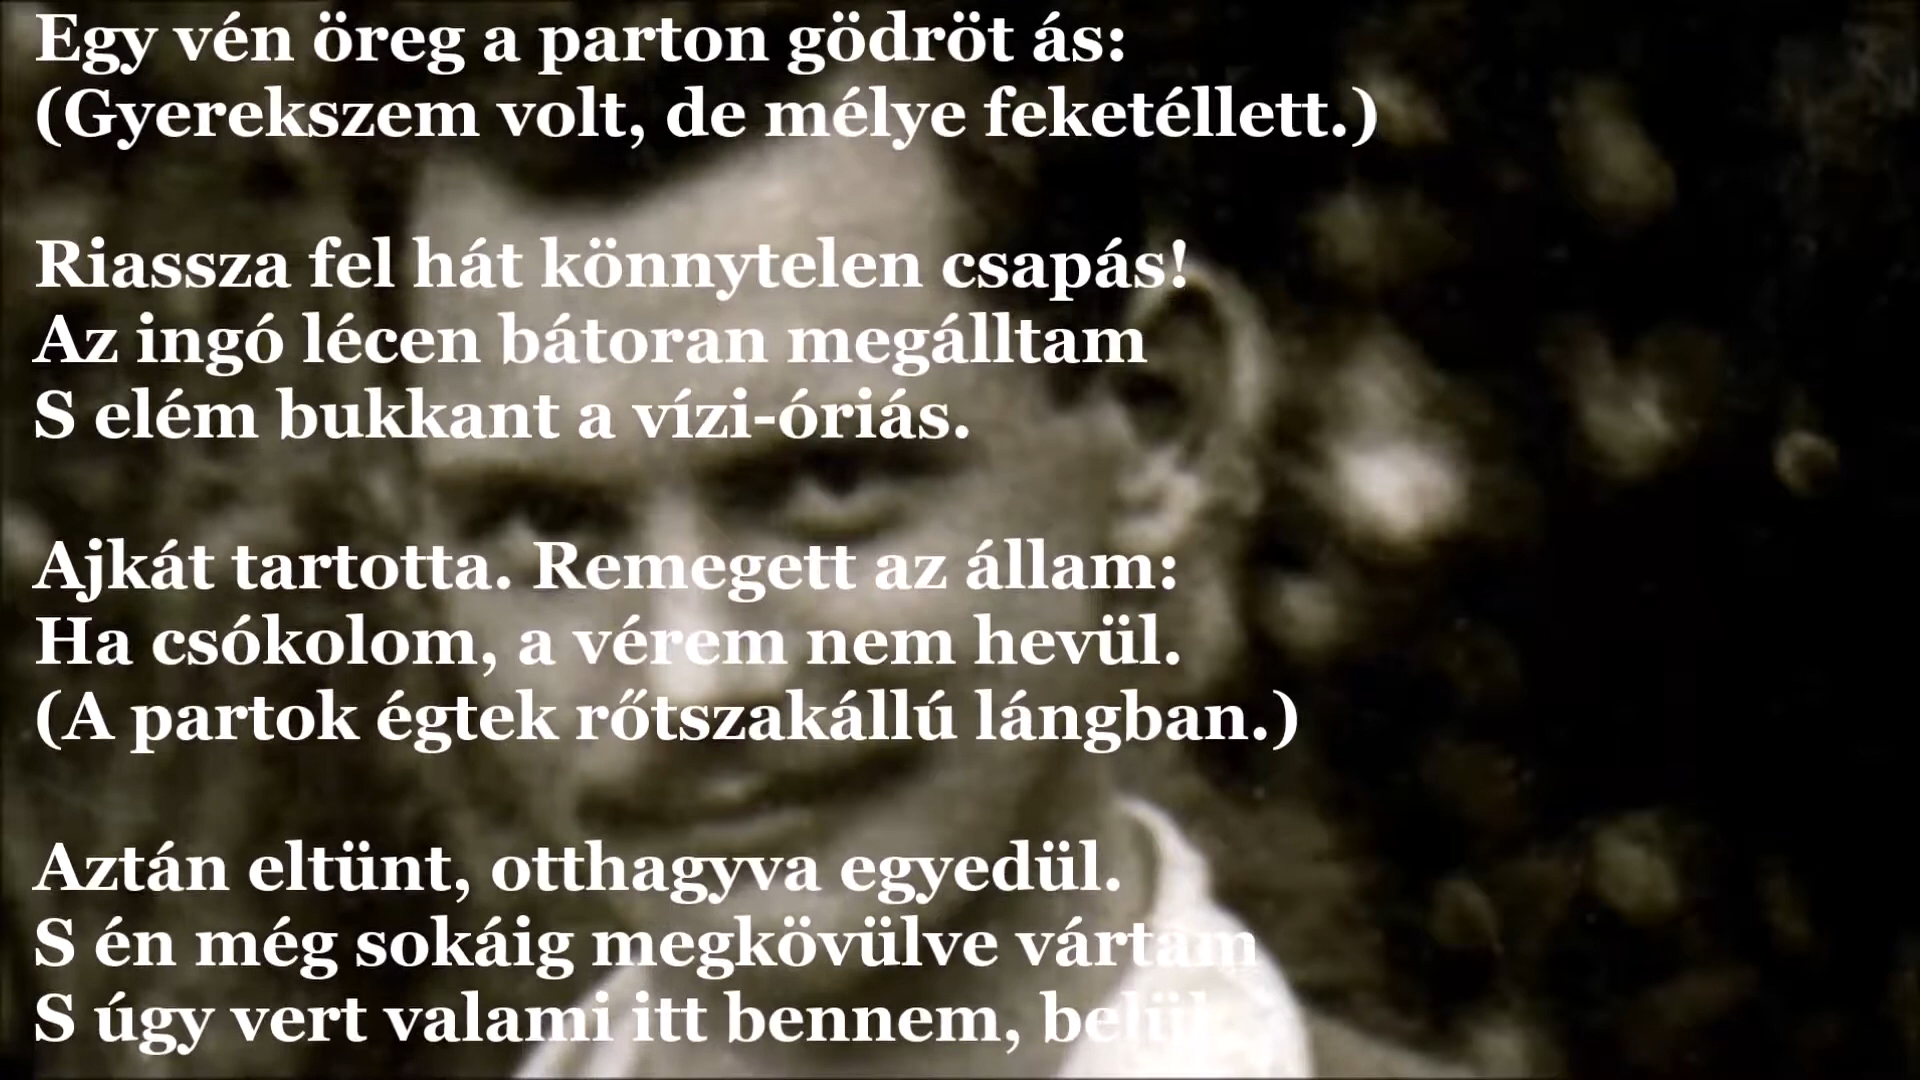 Egy vén öreg a parton gödröt ás:
(Gyerekszem volt, de mélye feketéllett.)
Riassza fel hát könnytelen csapás!
Az ingó lécen bátoran megálltam
S elém bukkant a vízi-óriás.
Ajkát tartotta. Remegett az állam:
Ha csókolom, a vérem nem hevül.
(A partok égtek rőtszakállú lángban.)
Aztán eltünt, otthagyva egyedül.
S én még sokáig megkövülve vártam
S úgy vert valami itt bennem, belül.